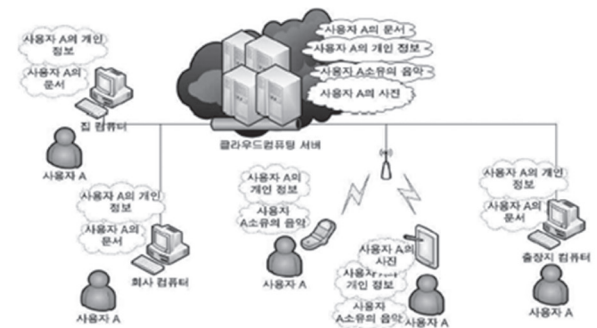 사용자 A의 개인
정보
사용자 A의
문서
집 컴퓨터
사용자 A
사용자 A의 문서
사용자 A의 개인 정보
사용자 A소유의 음악
사용자 A의 사진
클라우드컴퓨팅 서버
사용자 A의 개인
정보
사용자 A의
문서
회사 컴퓨터
사용자 A
사용자 A의
개인 정보
사용자
A소유의 음악
사용자 A
사용자 A의
사진
사용자 A의
개인 정보
사용자
A소유의 음악
사용자 A
사용자 A의 개인
정보
사용자 A의
문서
출장지 컴퓨터
사용자 A